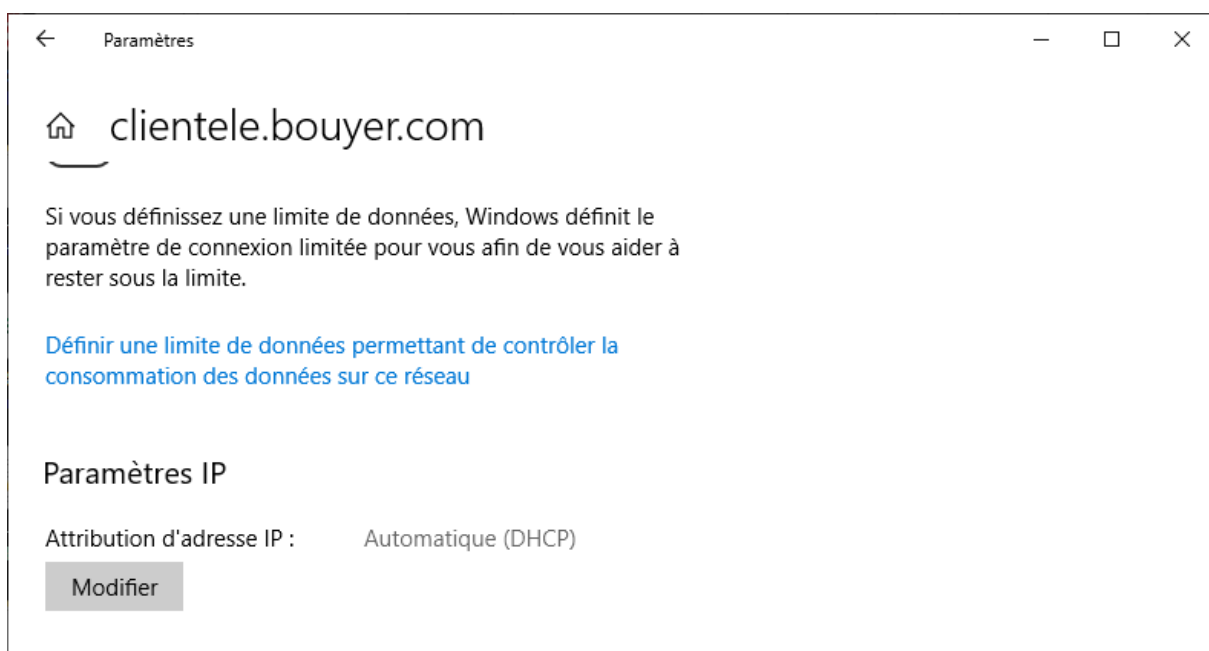 Paramètres
clientele.bouyer.com
Si vous définissez une limite de données, Windows définit le
paramètre de connexion limitée pour vous afin de vous aider à
rester sous la limite.
Définir une limite de données permettant de contrôler la
consommation des données sur ce réseau
Paramètres IP
Attribution d'adresse IP : Automatique (DHCP)
Modifier